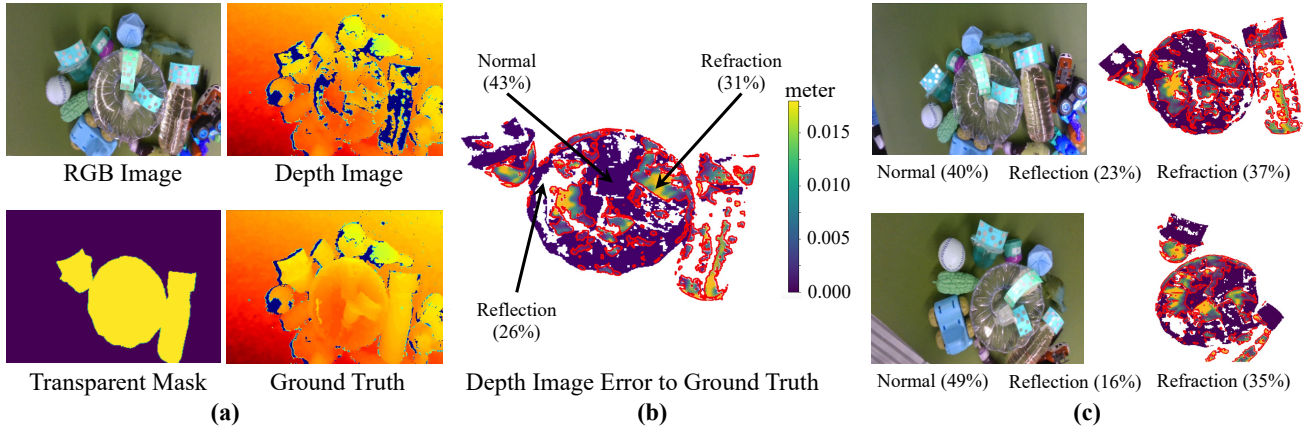 RGB Image
Depth Image
Transparent Mask
Ground Truth
(a)
Normal
(43%)
Refraction
(31%)
meter
0.015
0.010
0.005
0.000
Reflection
(26%)
Depth Image Error to Ground Truth
(b)
Normal (40%)
Reflection (23%)
Refraction (37%)
Normal (49%)
Reflection (16%)
Refraction (35%)
(c)